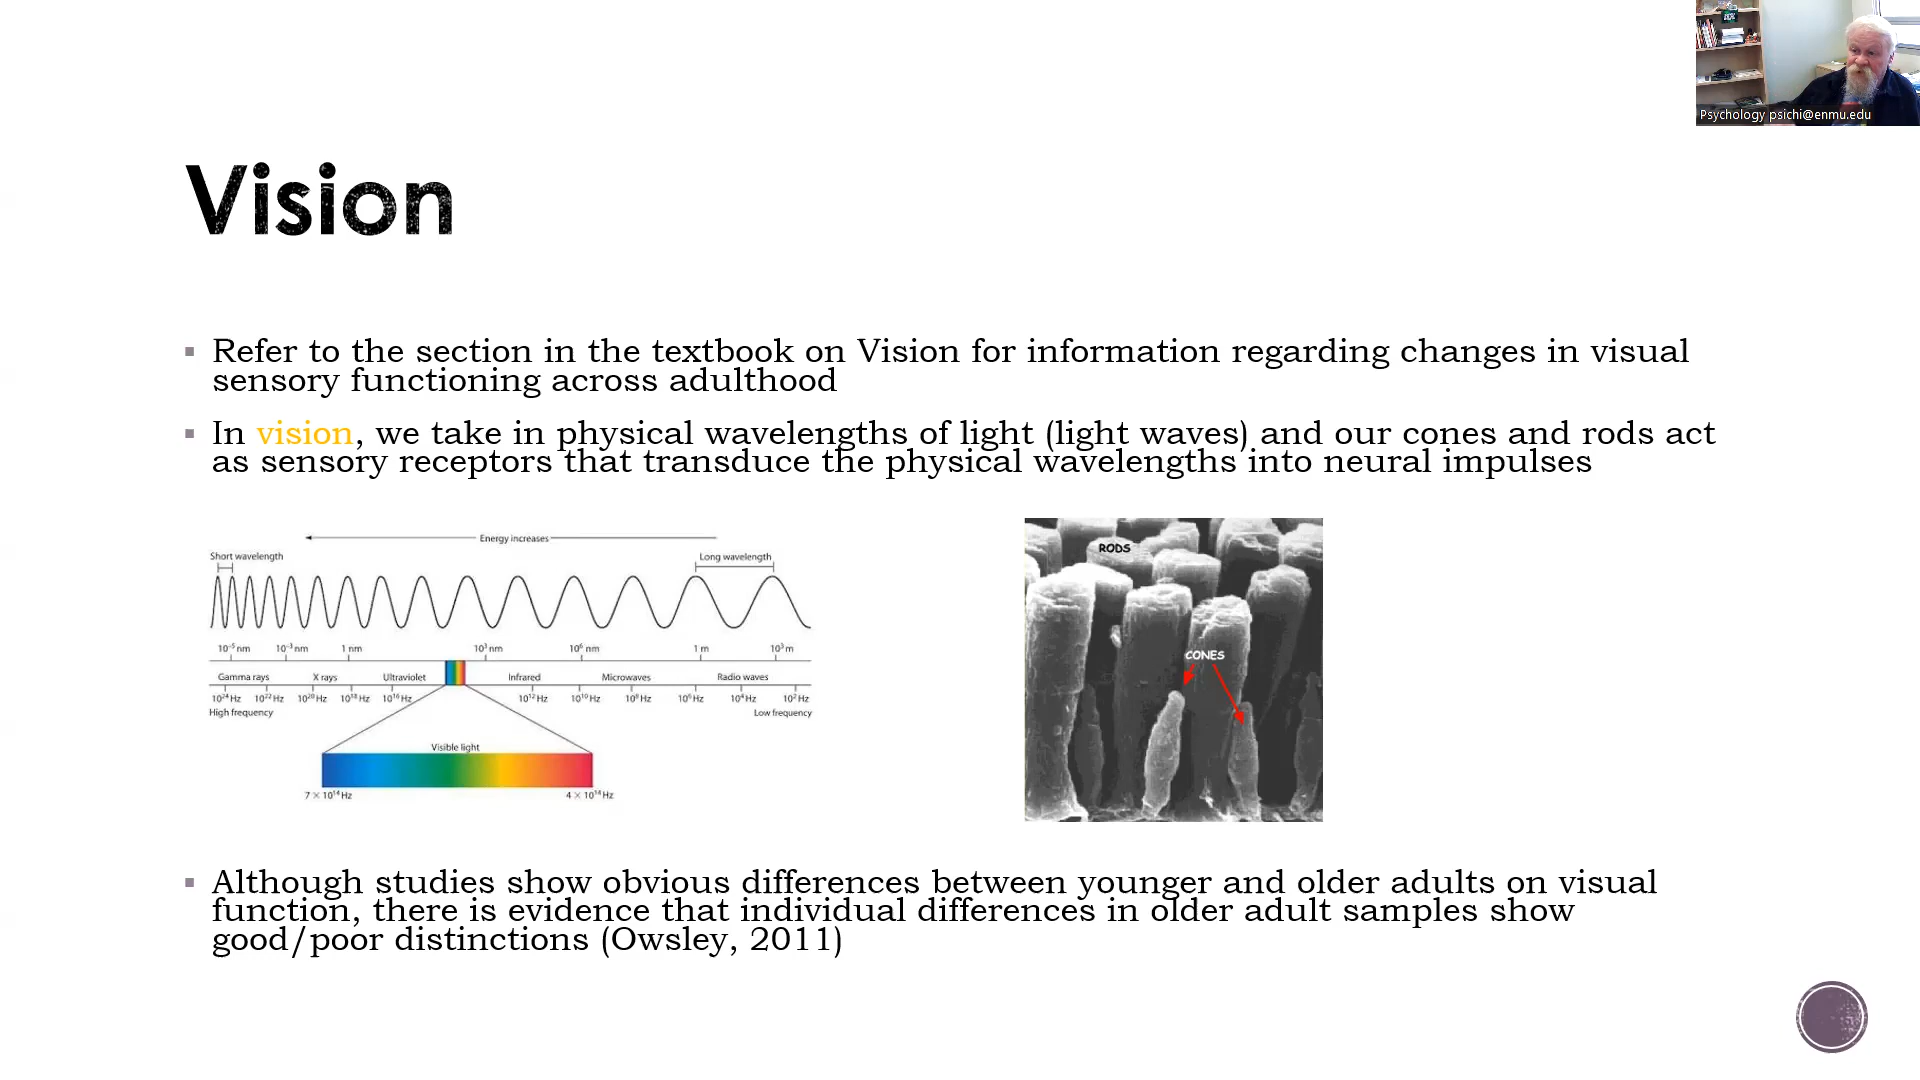 Psychology psichi@enmu.edu
Vision
Refer to the section in the textbook on Vision for information regarding changes in visual
sensory functioning across adulthood
In vision, we take in physical wavelengths of light (light waves) and our cones and rods act
as sensory receptors that transduce the physical wavelengths into neural impulses
Energy increases
Short wavelength Long wavelength
10⁻⁵ nm 10⁻³ nm 1 nm 10³ nm 10⁶ nm 1 m 10³ m
Gamma rays X rays Ultraviolet Infrared Microwaves Radio waves
10²⁴ Hz 10²² Hz 10²⁰ Hz 10¹⁸ Hz 10¹⁶ Hz 10¹² Hz 10¹⁰ Hz 10⁸ Hz 10⁶ Hz 10⁴ Hz 10² Hz
High frequency Low frequency
Visible light
7 × 10¹⁴ Hz 4 × 10¹⁴ Hz
RODS
CONES
Although studies show obvious differences between younger and older adults on visual
function, there is evidence that individual differences in older adult samples show
good/poor distinctions (Owsley, 2011)